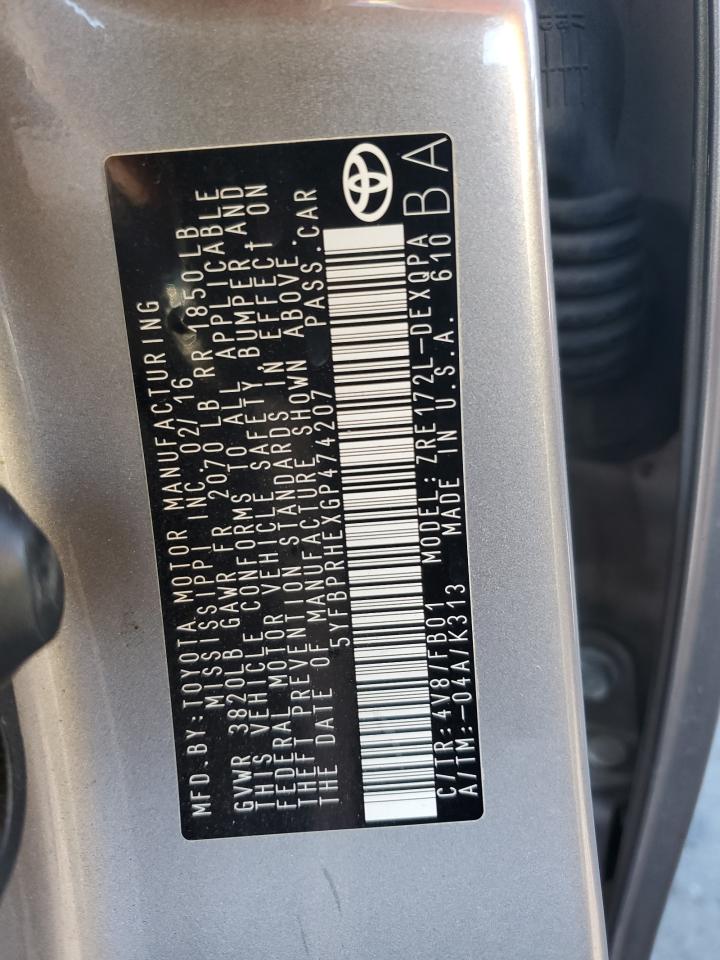 MFD.BY:TOYOTA MOTOR MANUFACTURING
MISSISSIPPI INC. 02/16
GVWR 3820LB GAWR FR 2070 LB RR 1850 LB
THIS VEHICLE CONFORMS TO ALL APPLICABLE
FEDERAL MOTOR VEHICLE SAFETY, BUMPER, AND
THEFT PREVENTION STANDARDS IN EFFECT ON
THE DATE OF MANUFACTURE SHOWN ABOVE.
5YFBPRHEXGP474207 PASS.CAR
C/TR:4V8/FB01 MODEL:ZRE172L-DEXQPA
A/TM:-04A/K313 MADE IN U.S.A. 610
BA